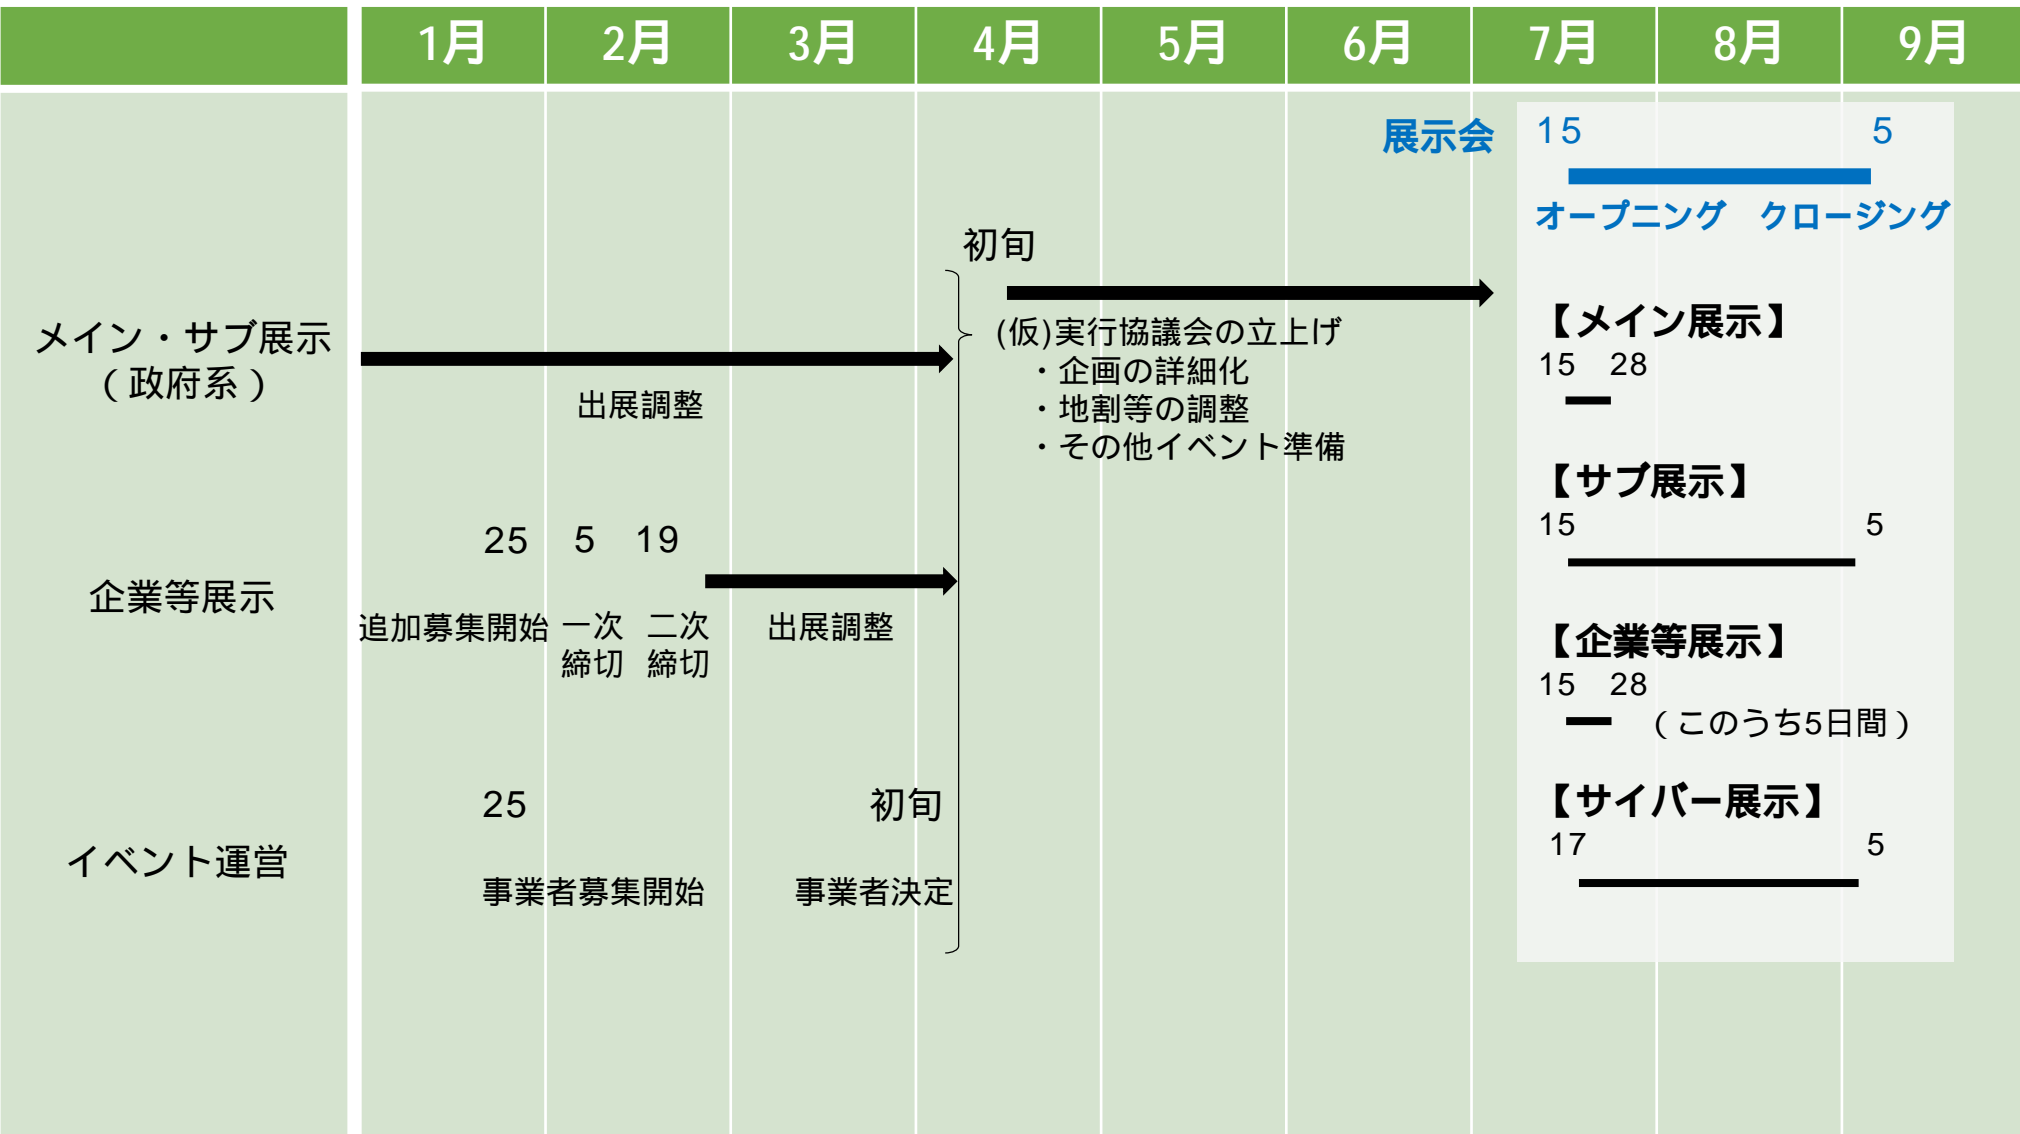 1月 2月 3月 4月 5月 6月 7月 8月 9月
展示会 15 5
オープニング クロージング
メイン・サブ展示
（政府系）
出展調整
初旬
(仮)実行協議会の立上げ
・企画の詳細化
・地割等の調整
・その他イベント準備
【メイン展示】
15 28
【サブ展示】
15 5
企業等展示
25 5 19
追加募集開始 一次 二次
締切 締切
出展調整
【企業等展示】
15 28
（このうち5日間）
イベント運営
25 初旬
事業者募集開始 事業者決定
【サイバー展示】
17 5